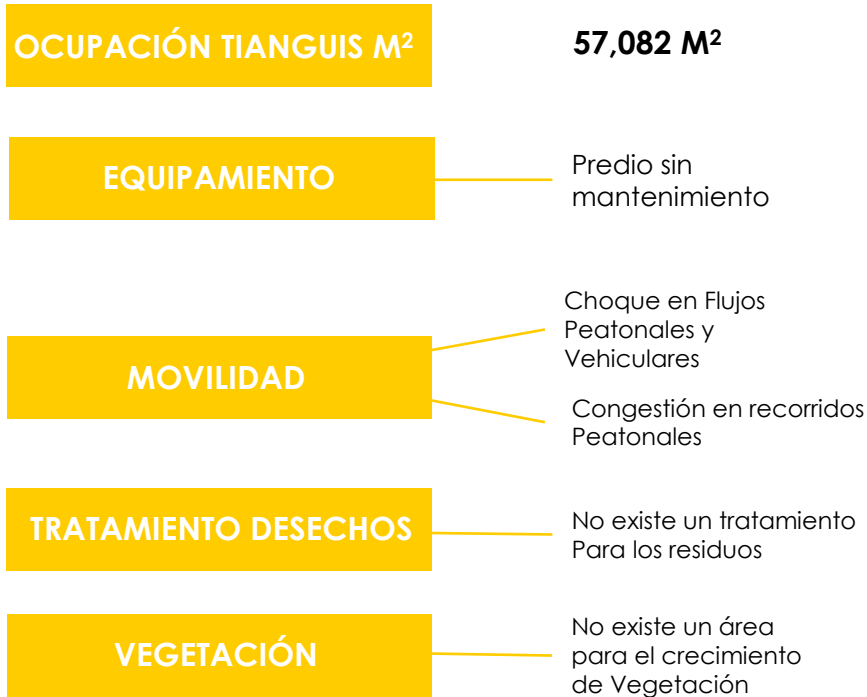 OCUPACIÓN TIANGUIS M²
57,082 M²
EQUIPAMIENTO
Predio sin
mantenimiento
MOVILIDAD
Choque en Flujos
Peatonales y
Vehiculares
Congestión en recorridos
Peatonales
TRATAMIENTO DESECHOS
No existe un tratamiento
Para los residuos
VEGETACIÓN
No existe un área
para el crecimiento
de Vegetación